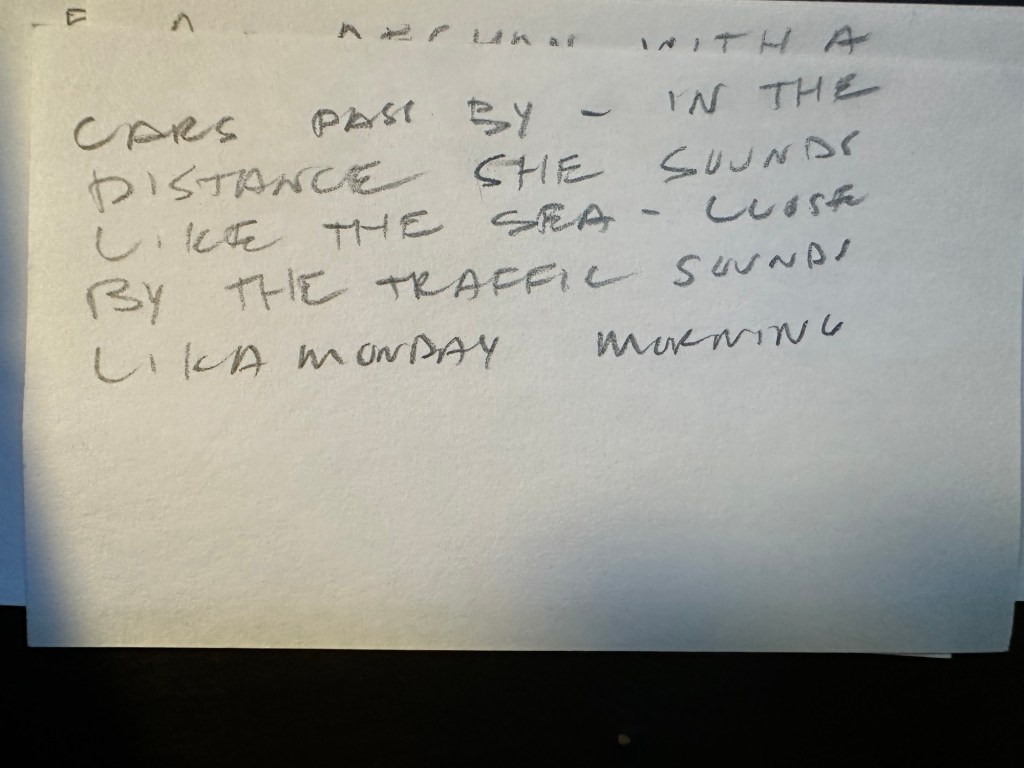 WITH A
CARS PASS BY - IN THE
DISTANCE SHE SOUNDS
LIKE THE SEA - CLOSE
BY THE TRAFFIC SOUNDS
LIKA MONDAY MORNING